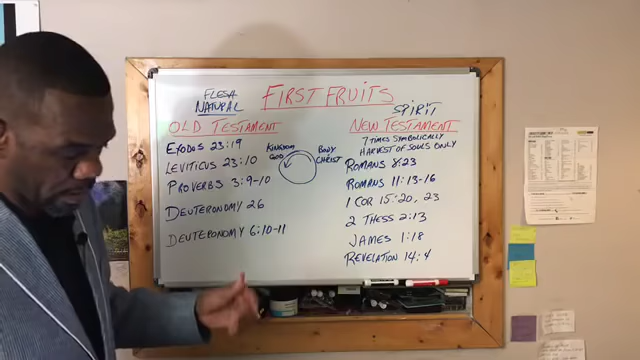 FLESH
NATURAL
FIRST FRUITS
SPIRIT
OLD TESTAMENT
EXODUS 23:19
LEVITICUS 23:10
PROVERBS 3:9-10
DEUTERONOMY 26
DEUTERONOMY 6:10-11
KINGDOM
GOD
BODY
CHRIST
NEW TESTAMENT
7 TIMES SYMBOLICALLY
HARVEST OF SOULS ONLY
ROMANS 8:23
ROMANS 11:13-16
1 COR 15:20, 23
2 THESS 2:13
JAMES 1:18
REVELATION 14:4